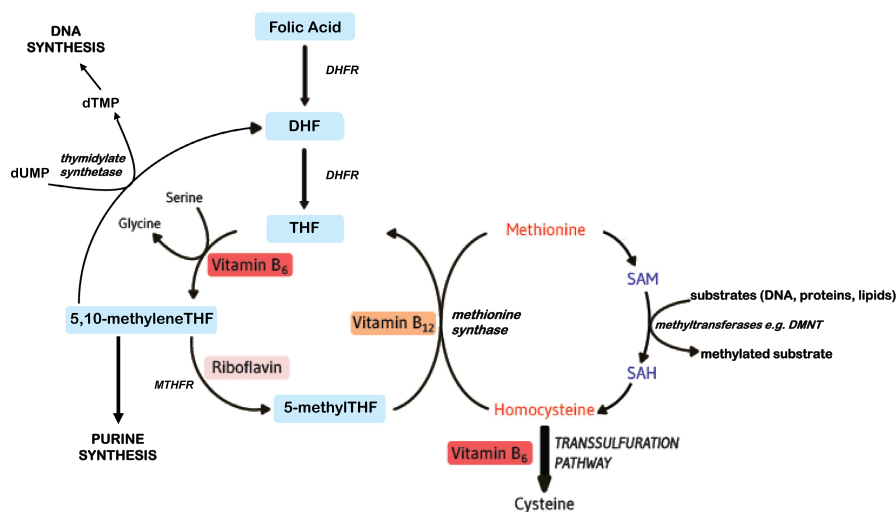 DNA
SYNTHESIS
Folic Acid
DHFR
dTMP
DHF
thymidylate
synthetase
dUMP
DHFR
Serine
Glycine
THF
Methionine
Vitamin B₆
SAM
substrates (DNA, proteins, lipids)
5,10-methyleneTHF
Vitamin B₁₂
methionine
synthase
methyltransferases e.g. DMNT
methylated substrate
Riboflavin
SAH
MTHFR
5-methylTHF
Homocysteine
PURINE
SYNTHESIS
Vitamin B₆
TRANSSULFURATION
PATHWAY
Cysteine